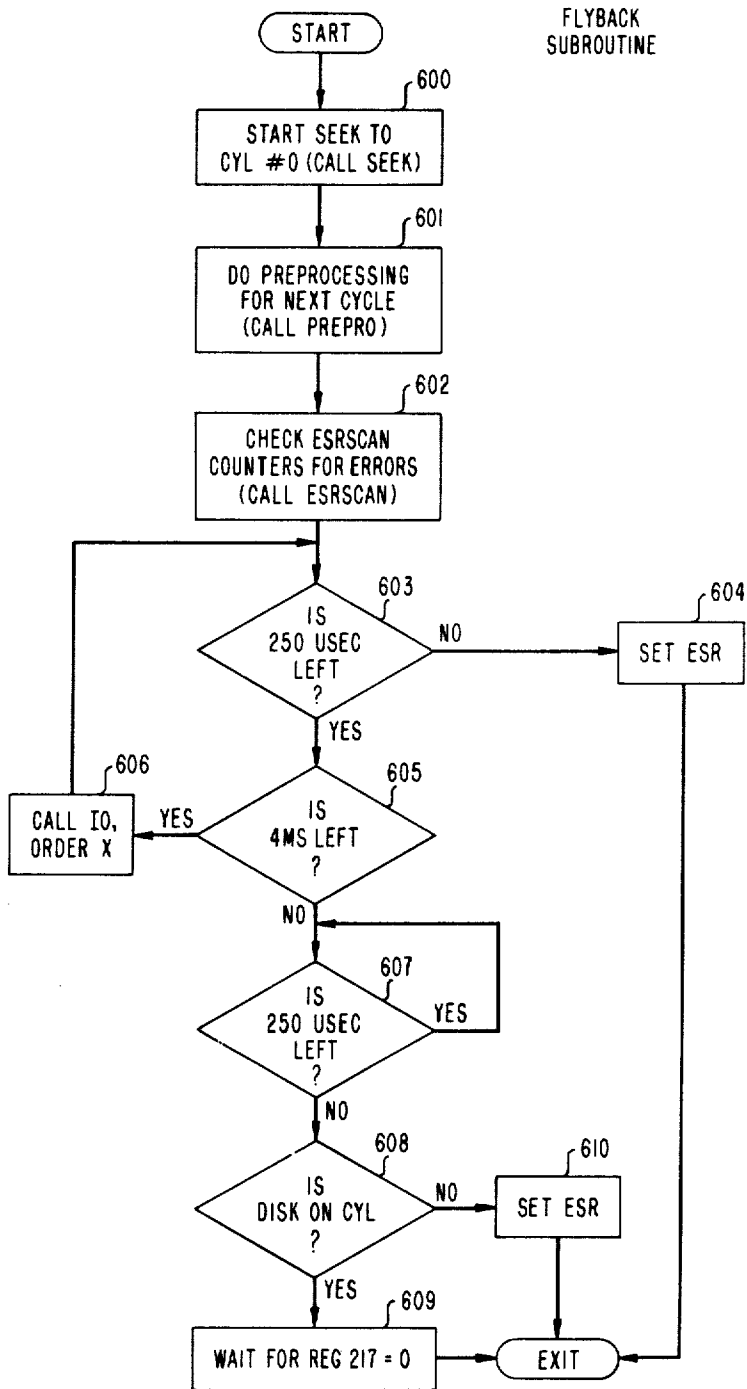 START
FLYBACK
SUBROUTINE
600
START SEEK TO
CYL #0 (CALL SEEK)
601
DO PREPROCESSING
FOR NEXT CYCLE
(CALL PREPRO)
602
CHECK ESRSCAN
COUNTERS FOR ERRORS
(CALL ESRSCAN)
603
IS
250 USEC
LEFT
?
NO
604
SET ESR
YES
605
IS
4MS LEFT
?
YES
606
CALL IO,
ORDER X
NO
607
IS
250 USEC
LEFT
?
YES
NO
608
IS
DISK ON CYL
?
NO
610
SET ESR
YES
609
WAIT FOR REG 217 = 0
EXIT